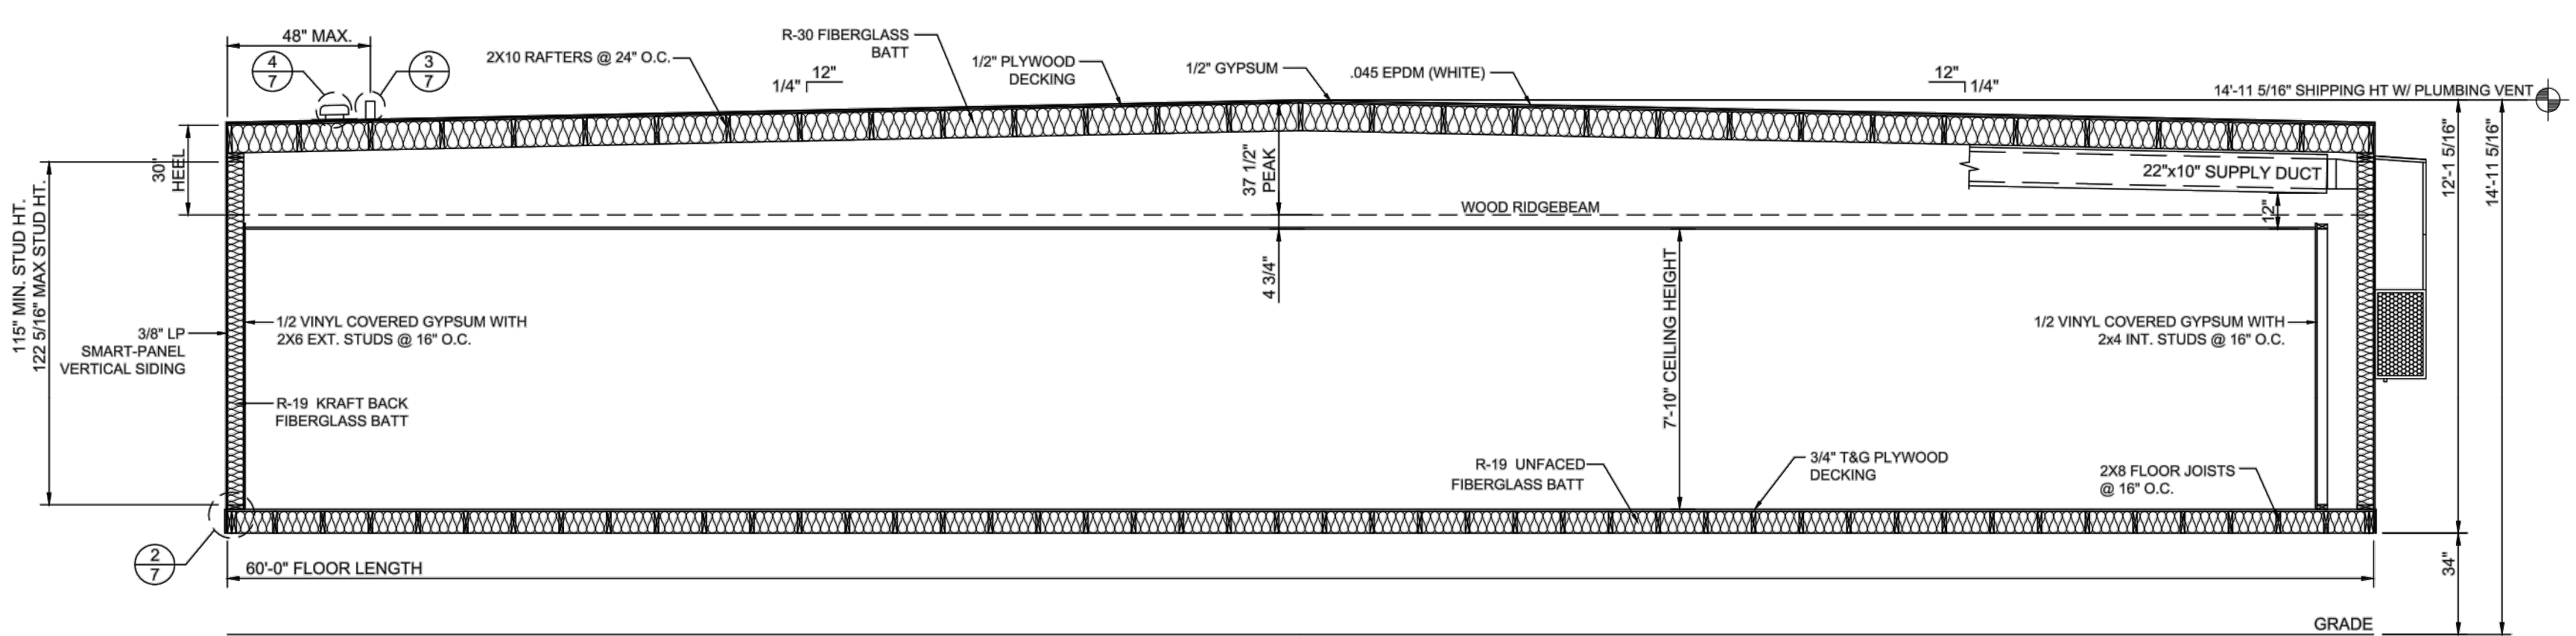 48" MAX.
4
7
3
7
2X10 RAFTERS @ 24" O.C.
R-30 FIBERGLASS
BATT
12"
1/4"
1/2" PLYWOOD
DECKING
1/2" GYPSUM
.045 EPDM (WHITE)
12"
1/4"
14'-11 5/16" SHIPPING HT W/ PLUMBING VENT
30"
HEEL
37 1/2"
PEAK
22"x10" SUPPLY DUCT
12"
12'-1 5/16"
14'-11 5/16"
WOOD RIDGEBEAM
115" MIN. STUD HT.
122 5/16" MAX STUD HT.
4 3/4"
7'-10" CEILING HEIGHT
3/8" LP
SMART-PANEL
VERTICAL SIDING
1/2 VINYL COVERED GYPSUM WITH
2X6 EXT. STUDS @ 16" O.C.
1/2 VINYL COVERED GYPSUM WITH
2x4 INT. STUDS @ 16" O.C.
R-19 KRAFT BACK
FIBERGLASS BATT
R-19 UNFACED
FIBERGLASS BATT
3/4" T&G PLYWOOD
DECKING
2X8 FLOOR JOISTS
@ 16" O.C.
2
7
60'-0" FLOOR LENGTH
34"
GRADE